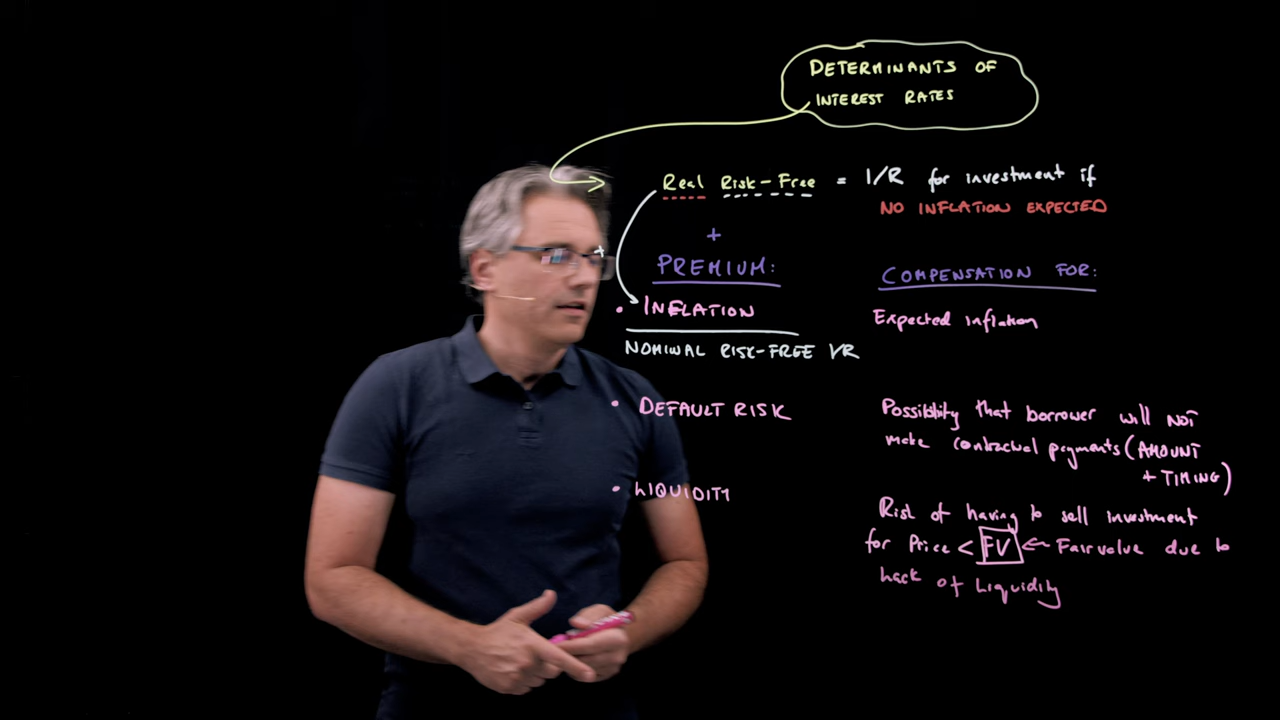 DETERMINANTS OF
INTEREST RATES
Real Risk-Free = I/R for investment if
NO INFLATION EXPECTED
+
PREMIUM:
COMPENSATION FOR:
• INFLATION
Expected inflation
NOMINAL RISK-FREE I/R
• DEFAULT RISK
Possibility that borrower will NOT
make contractual payments (AMOUNT
+ TIMING)
• LIQUIDITY
Risk of having to sell investment
for Price < FV ← Fair value due to
lack of Liquidity